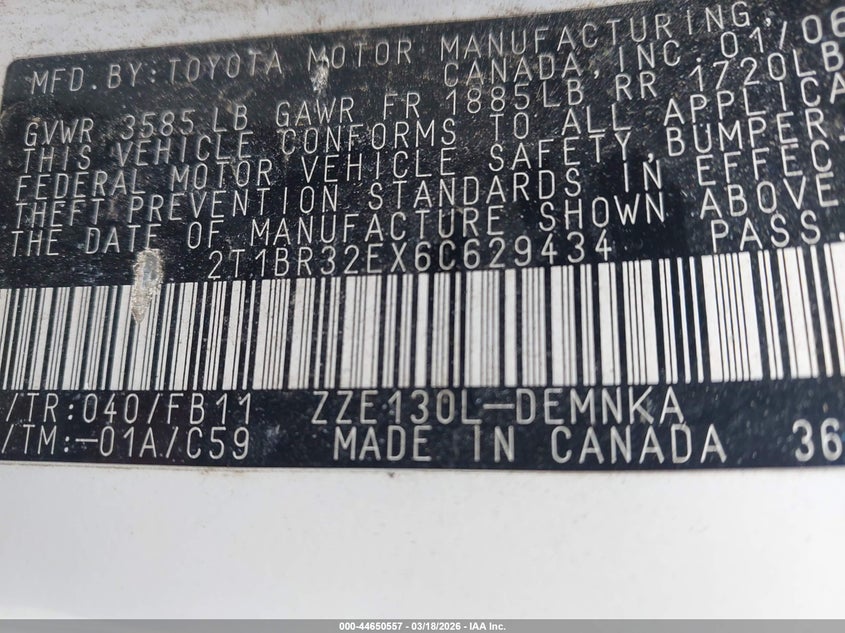 MFD. BY: TOYOTA MOTOR MANUFACTURING,
CANADA, INC. 01/06
GVWR 3585 LB GAWR FR 1885LB RR 1720LB
THIS VEHICLE CONFORMS TO ALL APPLICA
FEDERAL MOTOR VEHICLE SAFETY, BUMPER,
THEFT PREVENTION STANDARDS IN EFFEC
THE DATE OF MANUFACTURE SHOWN ABOVE
2T1BR32EX6C629434 PASS.
/TR:040/FB11 ZZE130L-DEMNKA
/TM:-01A/C59 MADE IN CANADA 36
000-44650557 — 03/18/2026 — IAA Inc.